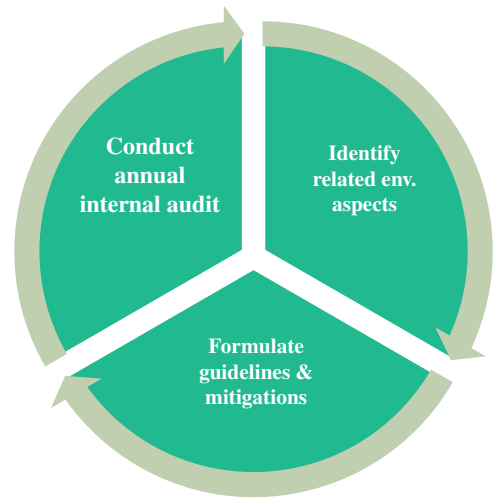 Conduct
annual
internal audit
Identify
related env.
aspects
Formulate
guidelines &
mitigations